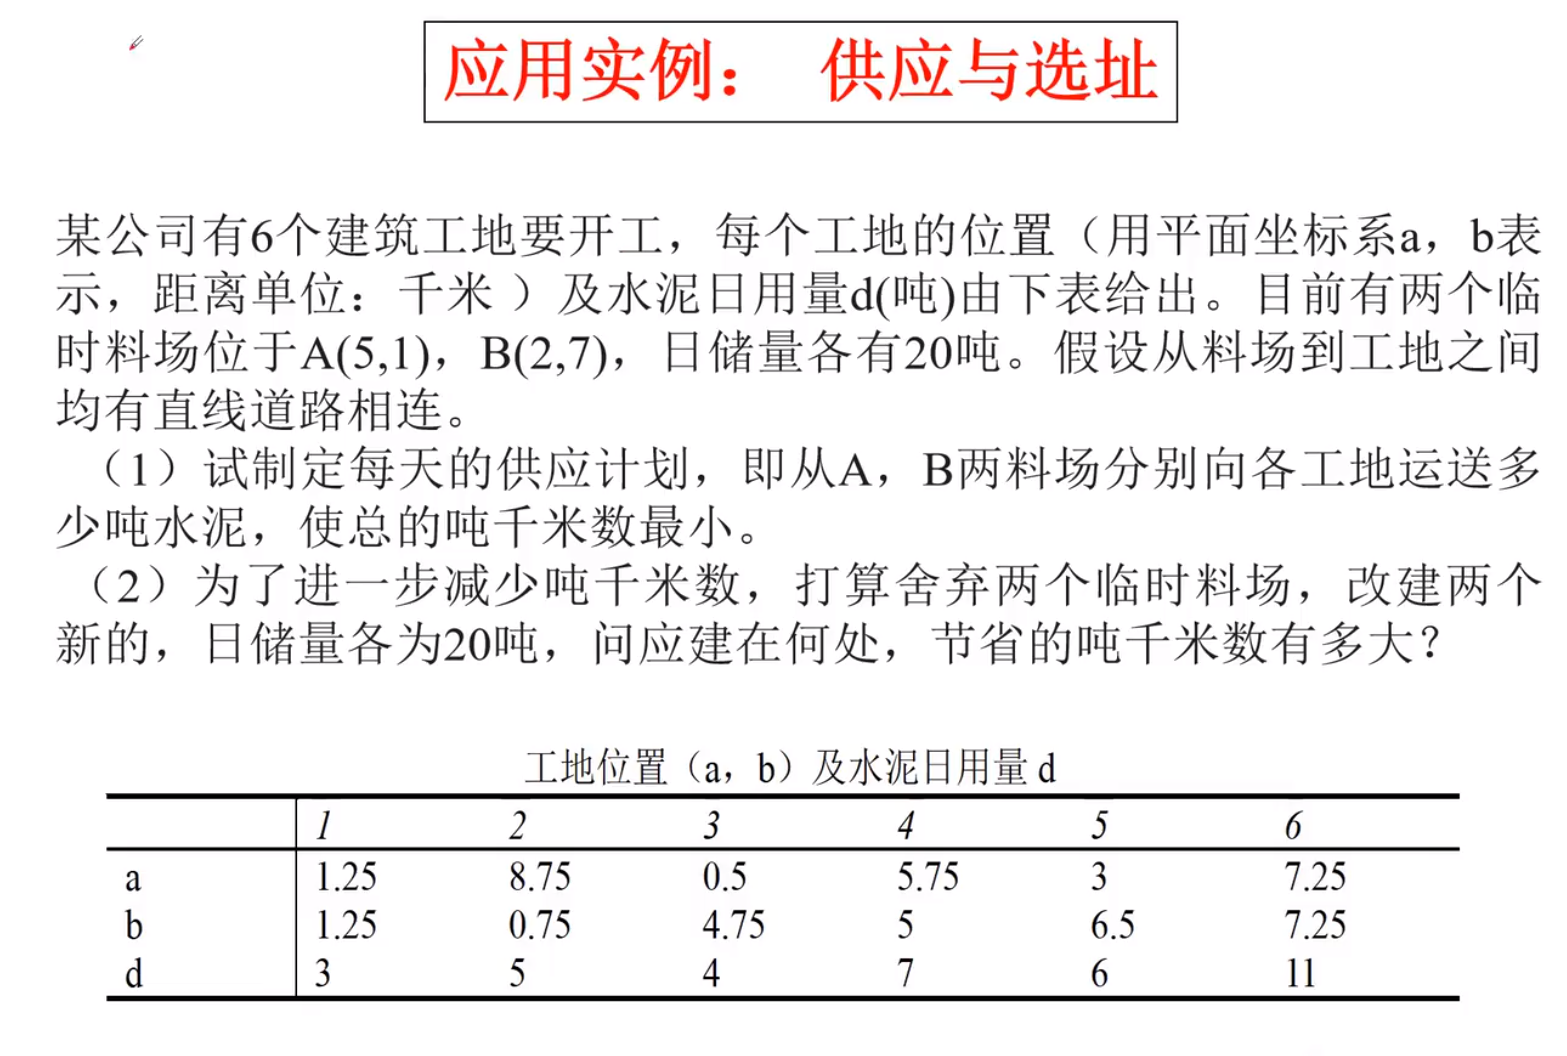 应用实例： 供应与选址
某公司有6个建筑工地要开工，每个工地的位置（用平面坐标系a，b表
示，距离单位：千米 ）及水泥日用量d(吨)由下表给出。目前有两个临
时料场位于A(5,1)，B(2,7)，日储量各有20吨。假设从料场到工地之间
均有直线道路相连。
（1）试制定每天的供应计划，即从A，B两料场分别向各工地运送多
少吨水泥，使总的吨千米数最小。
（2）为了进一步减少吨千米数，打算舍弃两个临时料场，改建两个
新的，日储量各为20吨，问应建在何处，节省的吨千米数有多大？
工地位置（a，b）及水泥日用量 d
1 2 3 4 5 6
a 1.25 8.75 0.5 5.75 3 7.25
b 1.25 0.75 4.75 5 6.5 7.25
d 3 5 4 7 6 11